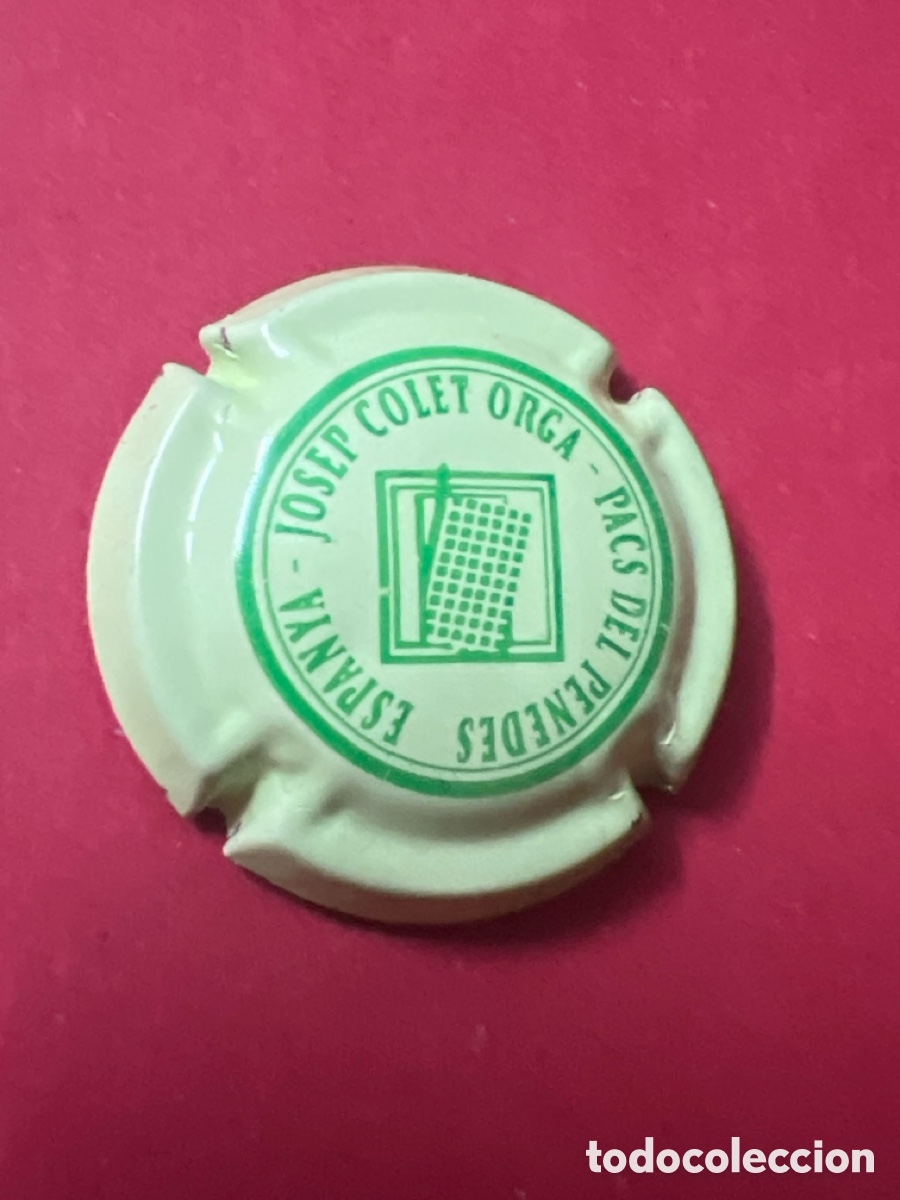 JOSEP COLET ORGA - PACS DEL PENEDES
ESPANYA -
todocoleccion